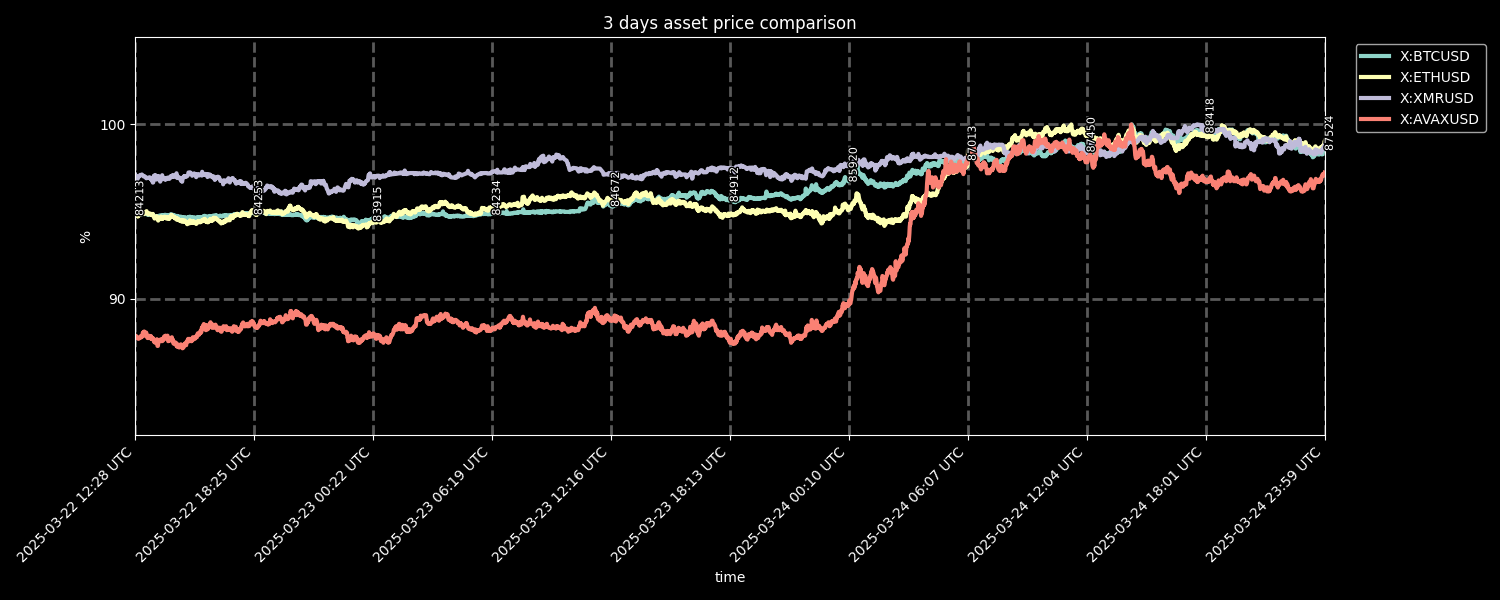 3 days asset price comparison
X:BTCUSD
X:ETHUSD
X:XMRUSD
X:AVAXUSD
100
90
%
84213
84253
83915
84234
84672
84912
85920
87013
87450
88418
87524
2025-03-22 12:28 UTC
2025-03-22 18:25 UTC
2025-03-23 00:22 UTC
2025-03-23 06:19 UTC
2025-03-23 12:16 UTC
2025-03-23 18:13 UTC
2025-03-24 00:10 UTC
2025-03-24 06:07 UTC
2025-03-24 12:04 UTC
2025-03-24 18:01 UTC
2025-03-24 23:59 UTC
time